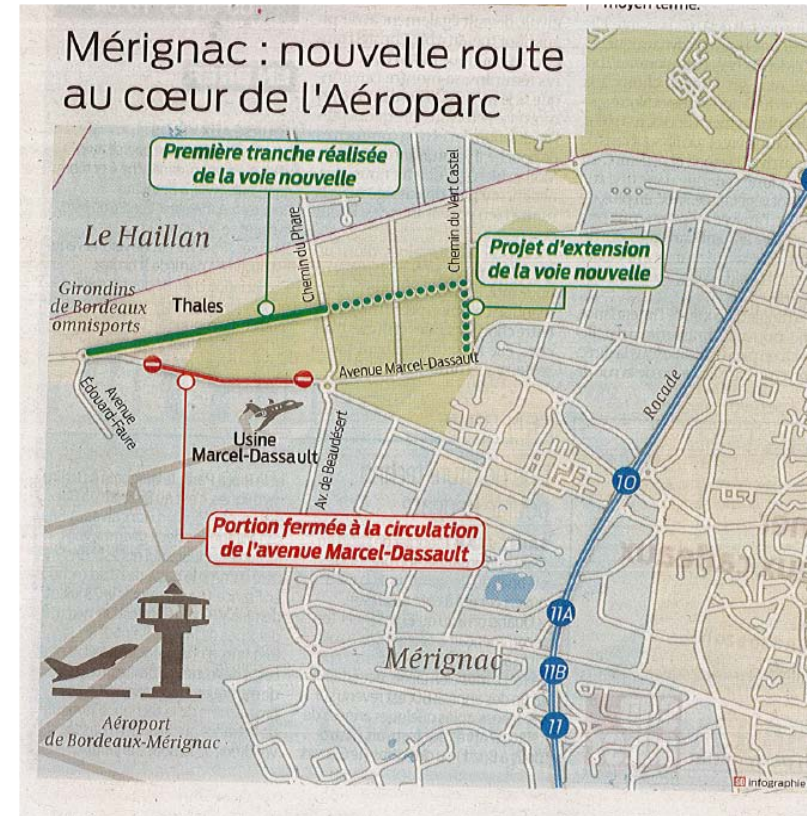 moyen terme.
Mérignac : nouvelle route
au cœur de l'Aéroparc
Première tranche réalisée
de la voie nouvelle
Le Haillan
Chemin du Phare
Chemin du Vert Castel
Projet d'extension
de la voie nouvelle
Girondins
de Bordeaux
omnisports
Thales
Avenue Marcel-Dassault
Avenue
Édouard-Faure
Rocade
Usine
Marcel-Dassault
Av. de Beaudésert
10
Portion fermée à la circulation
de l'avenue Marcel-Dassault
11A
Mérignac
11B
11
Aéroport
de Bordeaux-Mérignac
infographie